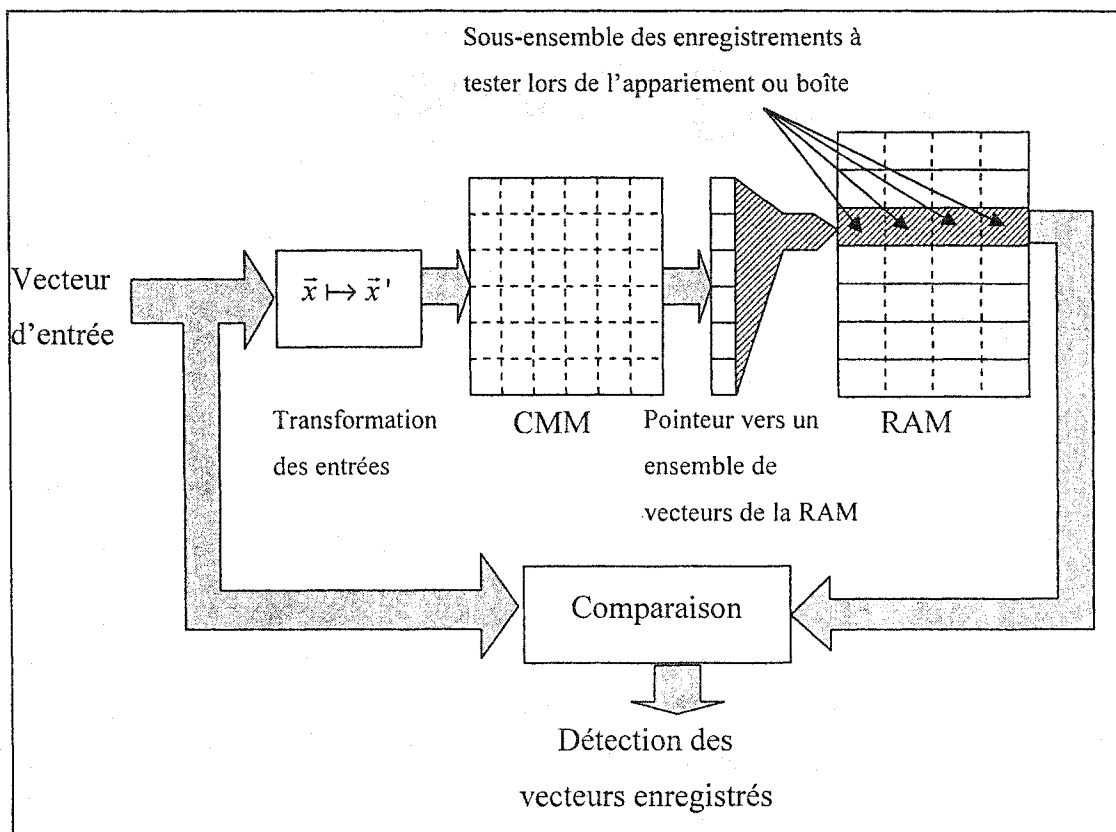 Sous-ensemble des enregistrements à
tester lors de l'appariement ou boîte
Vecteur
d'entrée
x⃗ ↦ x⃗ '
Transformation
des entrées
CMM
Pointeur vers un
ensemble de
vecteurs de la RAM
RAM
Comparaison
Détection des
vecteurs enregistrés